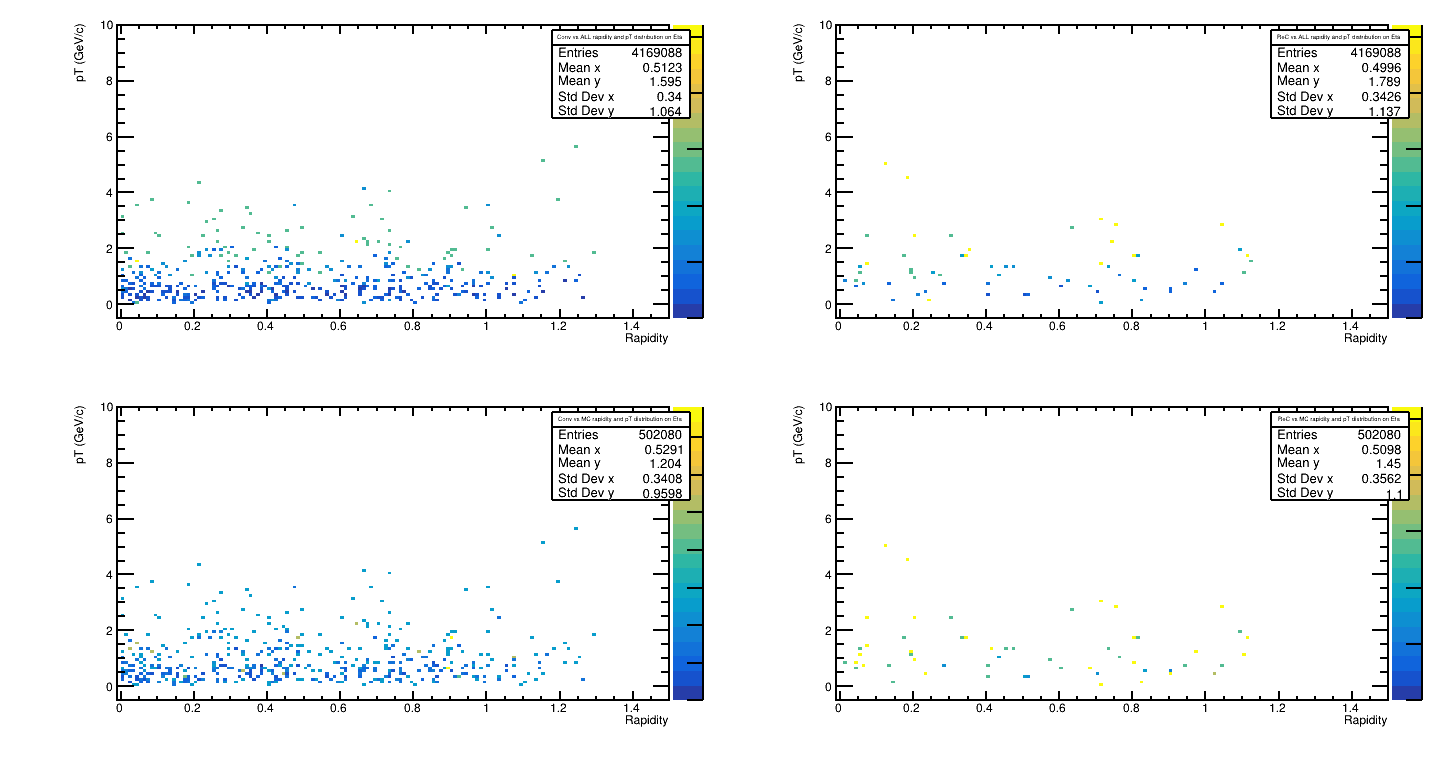 pT (GeV/c)
10
8
6
4
2
0
0 0.2 0.4 0.6 0.8 1 1.2 1.4
Rapidity
Conv vs ALL rapidity and pT distribution on Eta
Entries 4169088
Mean x 0.5123
Mean y 1.595
Std Dev x 0.34
Std Dev y 1.064
pT (GeV/c)
10
8
6
4
2
0
0 0.2 0.4 0.6 0.8 1 1.2 1.4
Rapidity
ReC vs ALL rapidity and pT distribution on Eta
Entries 4169088
Mean x 0.4996
Mean y 1.789
Std Dev x 0.3426
Std Dev y 1.137
pT (GeV/c)
10
8
6
4
2
0
0 0.2 0.4 0.6 0.8 1 1.2 1.4
Rapidity
Conv vs MC rapidity and pT distribution on Eta
Entries 502080
Mean x 0.5291
Mean y 1.204
Std Dev x 0.3408
Std Dev y 0.9598
pT (GeV/c)
10
8
6
4
2
0
0 0.2 0.4 0.6 0.8 1 1.2 1.4
Rapidity
ReC vs MC rapidity and pT distribution on Eta
Entries 502080
Mean x 0.5098
Mean y 1.45
Std Dev x 0.3562
Std Dev y 1.1